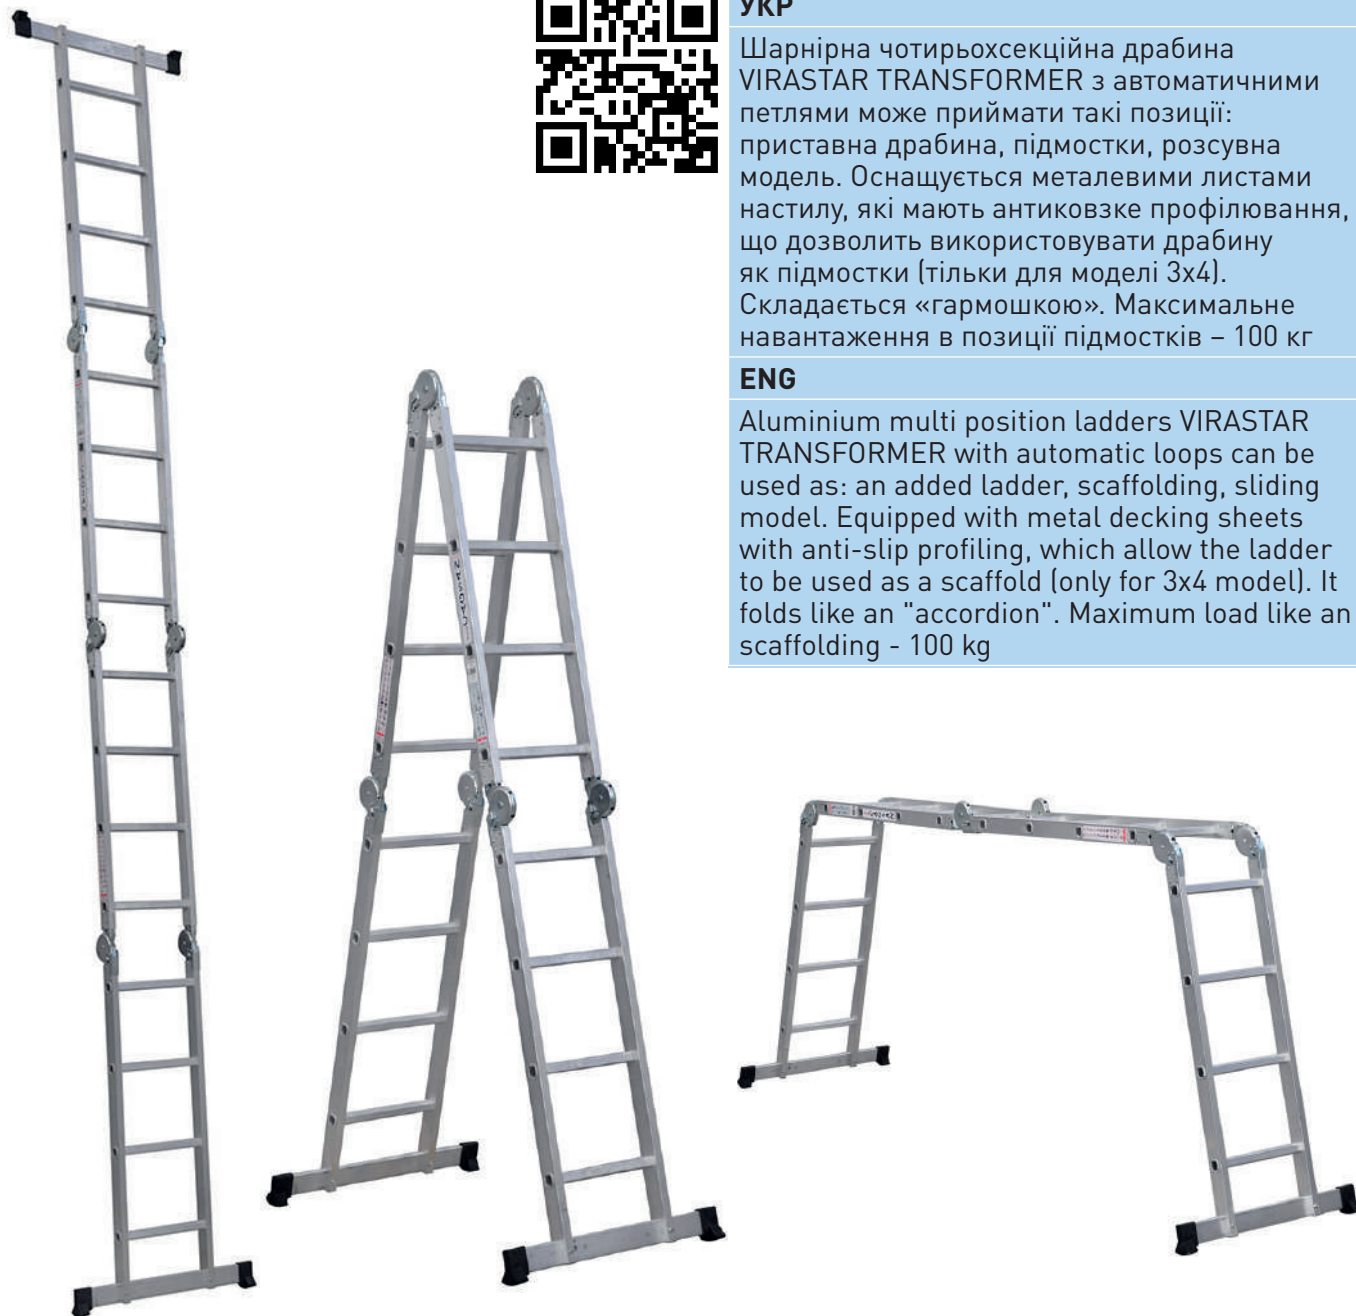 УКР
Шарнірна чотирьохсекційна драбина
VIRASTAR TRANSFORMER з автоматичними
петлями може приймати такі позиції:
приставна драбина, підмостки, розсувна
модель. Оснащується металевими листами
настилу, які мають антиковзке профілювання,
що дозволить використовувати драбину
як підмостки (тільки для моделі 3х4).
Складається «гармошкою». Максимальне
навантаження в позиції підмостків – 100 кг
ENG
Aluminium multi position ladders VIRASTAR
TRANSFORMER with automatic loops can be
used as: an added ladder, scaffolding, sliding
model. Equipped with metal decking sheets
with anti-slip profiling, which allow the ladder
to be used as a scaffold (only for 3x4 model). It
folds like an "accordion". Maximum load like an
scaffolding - 100 kg